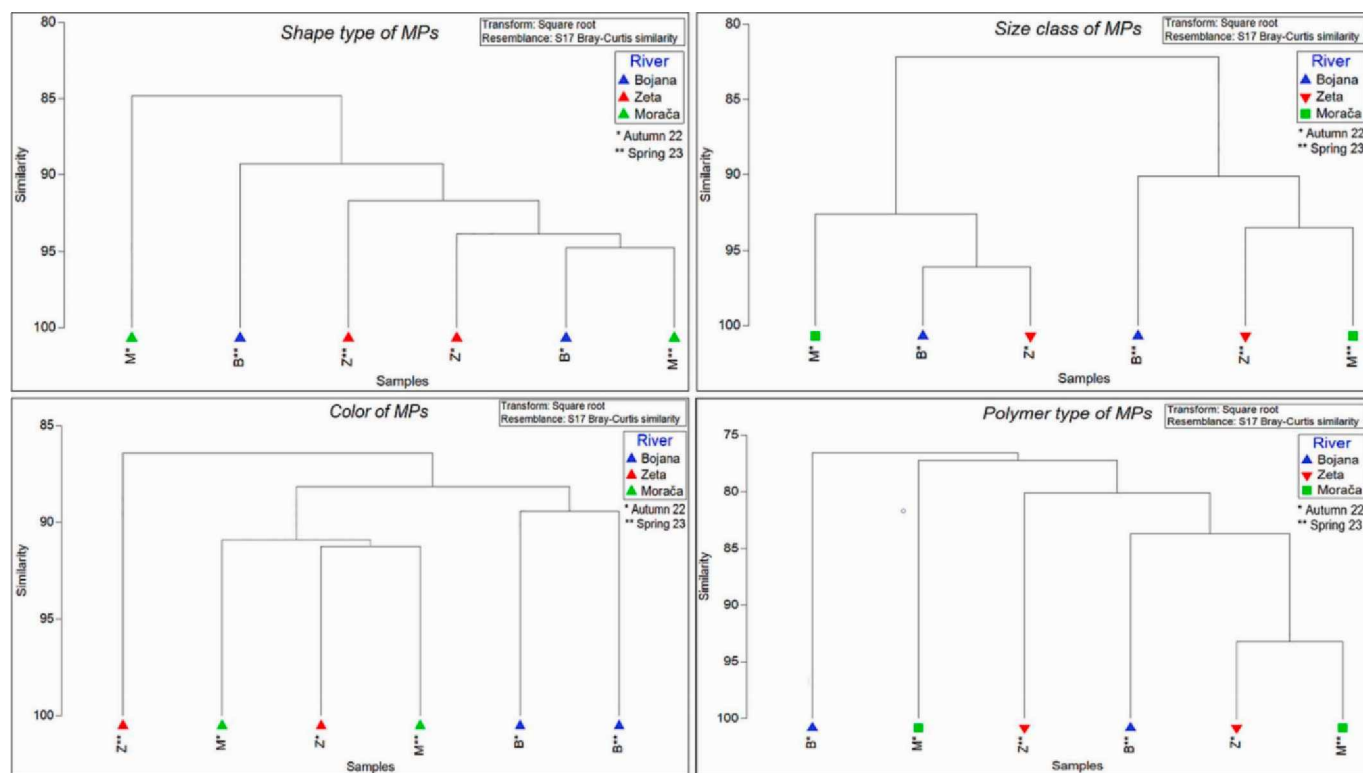 Shape type of MPs
Transform: Square root
Resemblance: S17 Bray-Curtis similarity
River
Bojana
Zeta
Morača
* Autumn 22
** Spring 23
80
85
90
95
100
Similarity
M*
B**
Z**
Z*
B*
M**
Samples
Size class of MPs
Transform: Square root
Resemblance: S17 Bray-Curtis similarity
River
Bojana
Zeta
Morača
* Autumn 22
** Spring 23
80
85
90
95
100
Similarity
M*
B*
Z*
B**
Z**
M**
Samples
Color of MPs
Transform: Square root
Resemblance: S17 Bray-Curtis similarity
River
Bojana
Zeta
Morača
* Autumn 22
** Spring 23
85
90
95
100
Similarity
Z**
M*
Z*
M**
B*
B**
Samples
Polymer type of MPs
Transform: Square root
Resemblance: S17 Bray-Curtis similarity
River
Bojana
Zeta
Morača
* Autumn 22
** Spring 23
75
80
85
90
95
100
Similarity
B*
M*
Z**
B**
Z*
M**
Samples